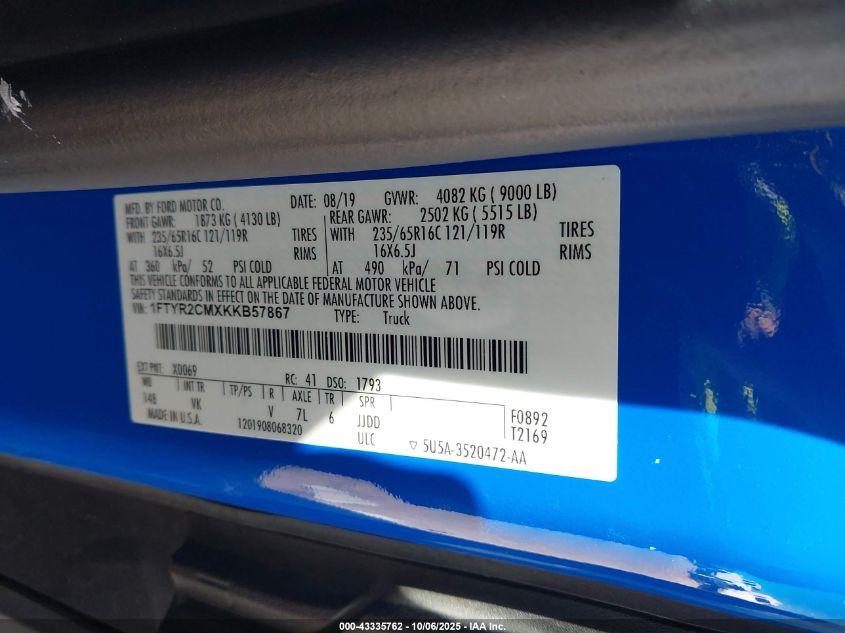 MFD. BY FORD MOTOR CO. DATE: 08/19 GVWR: 4082 KG ( 9000 LB)
FRONT GAWR: 1873 KG ( 4130 LB) REAR GAWR: 2502 KG ( 5515 LB)
WITH 235/65R16C 121/119R TIRES WITH 235/65R16C 121/119R TIRES
16X6.5J RIMS 16X6.5J RIMS
AT 360 kPa/ 52 PSI COLD AT 490 kPa/ 71 PSI COLD
THIS VEHICLE CONFORMS TO ALL APPLICABLE FEDERAL MOTOR VEHICLE
SAFETY STANDARDS IN EFFECT ON THE DATE OF MANUFACTURE SHOWN ABOVE.
VIN: 1FTYR2CMXKKB57867 TYPE: Truck
EXT PNT: XD069 RC: 41 DSO: 1793
WB INT TR TP/PS R AXLE TR SPR
148 VK V 7L 6 JJDD F0892
MADE IN U.S.A. 1201908068320 ULC T2169
5U5A-3520472-AA
000-43335762 - 10/06/2025 - IAA Inc.